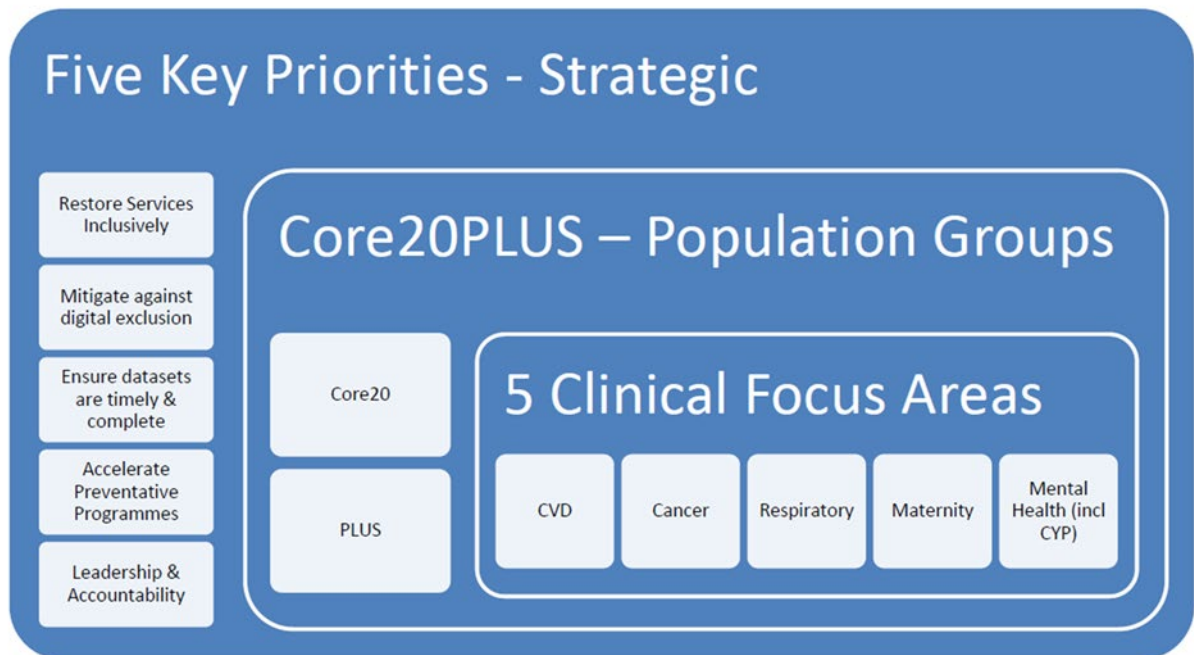 Five Key Priorities - Strategic
Restore Services
Inclusively
Mitigate against
digital exclusion
Ensure datasets
are timely &
complete
Accelerate
Preventative
Programmes
Leadership &
Accountability
Core20PLUS – Population Groups
Core20
PLUS
5 Clinical Focus Areas
CVD
Cancer
Respiratory
Maternity
Mental
Health (incl
CYP)